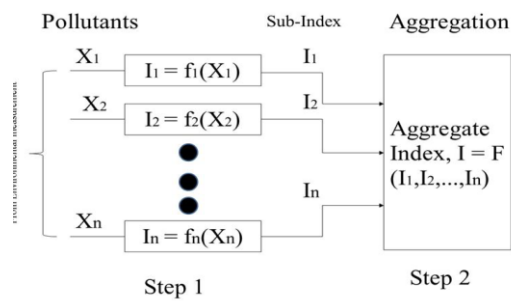 Pollutants Sub-Index Aggregation
X₁ I₁ = f₁(X₁) I₁
X₂ I₂ = f₂(X₂) I₂
Aggregate
Index, I = F
(I₁,I₂,...,Iₙ)
Xₙ Iₙ = fₙ(Xₙ) Iₙ
Step 1 Step 2